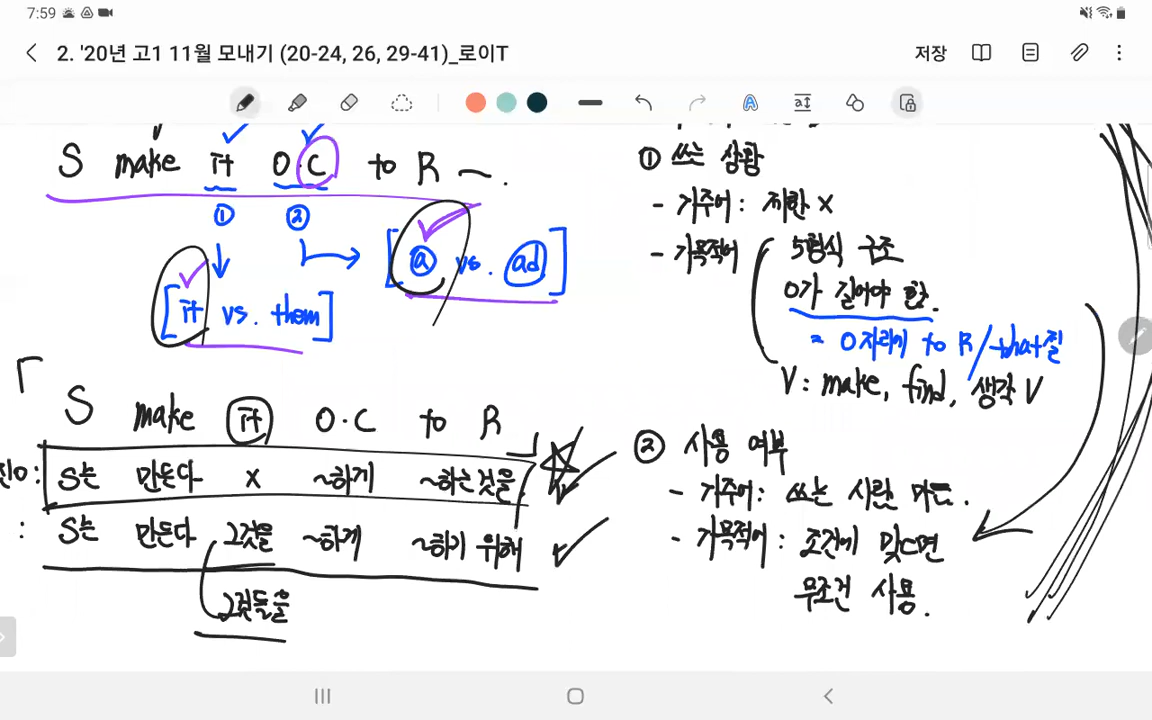 7:59
2. '20년 고1 11월 모내기 (20-24, 26, 29-41)_로이T
저장
S make it O·C to R ~.
① ②
[it vs. them]
[ⓐ vs. ad]
S make it O·C to R
진O: S는 만든다 X ~하게 ~하는것을
: S는 만든다 그것을 ~하게 ~하기 위해
그것들을
① 쓰는 상황
- 가주어: 제한 X
- 가목적어
5형식 구조
O가 길어야 함.
= O자리에 to R/that절
V: make, find, 생각V
② 사용 여부
- 가주어: 쓰는 사람 마음.
- 가목적어: 조건에 맞으면
무조건 사용.